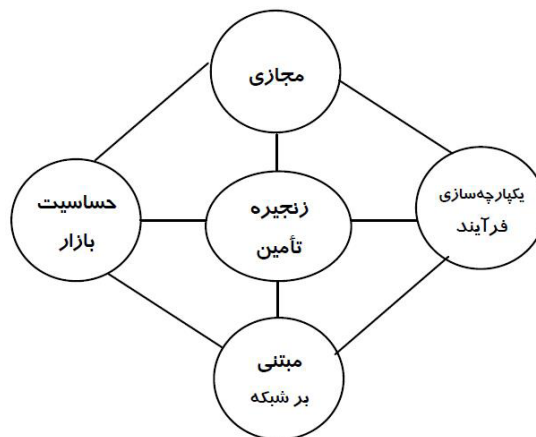 مجازی
یکپارچه‌سازی
فرآیند
زنجیره
تأمین
حساسیت
بازار
مبتنی
بر شبکه